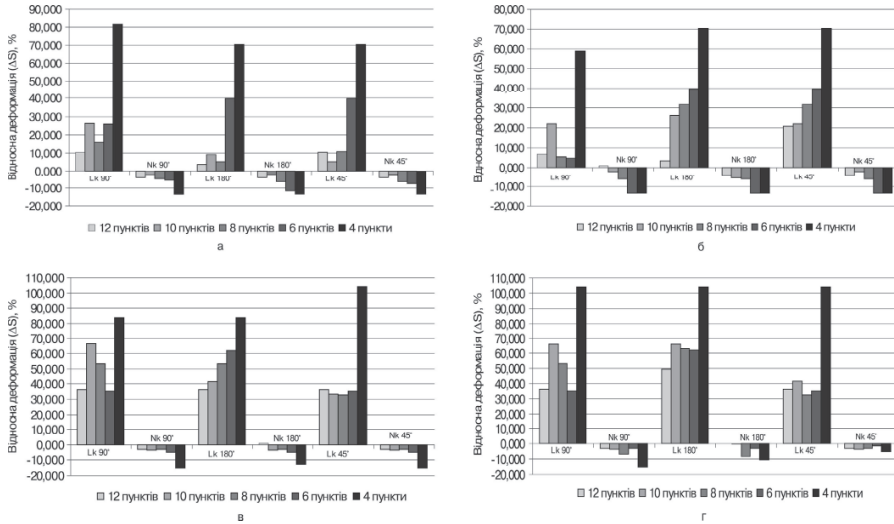 Відносна деформація (ΔS), %
90,000
80,000
70,000
60,000
50,000
40,000
30,000
20,000
10,000
0,000
-10,000
-20,000
Lk 90˚
Nk 90˚
Lk 180˚
Nk 180˚
Lk 45˚
Nk 45˚
12 пунктів 10 пунктів 8 пунктів 6 пунктів 4 пункти
а
Відносна деформація (ΔS), %
80,000
70,000
60,000
50,000
40,000
30,000
20,000
10,000
0,000
-10,000
-20,000
Lk 90˚
Nk 90˚
Lk 180˚
Nk 180˚
Lk 45˚
Nk 45˚
12 пунктів 10 пунктів 8 пунктів 6 пунктів 4 пункти
б
Відносна деформація (ΔS), %
110,000
100,000
90,000
80,000
70,000
60,000
50,000
40,000
30,000
20,000
10,000
0,000
-10,000
-20,000
Lk 90˚
Nk 90˚
Lk 180˚
Nk 180˚
Lk 45˚
Nk 45˚
12 пунктів 10 пунктів 8 пунктів 6 пунктів 4 пункти
в
Відносна деформація (ΔS), %
110,000
100,000
90,000
80,000
70,000
60,000
50,000
40,000
30,000
20,000
10,000
0,000
-10,000
-20,000
Lk 90˚
Nk 90˚
Lk 180˚
Nk 180˚
Lk 45˚
Nk 45˚
12 пунктів 10 пунктів 8 пунктів 6 пунктів 4 пункти
г